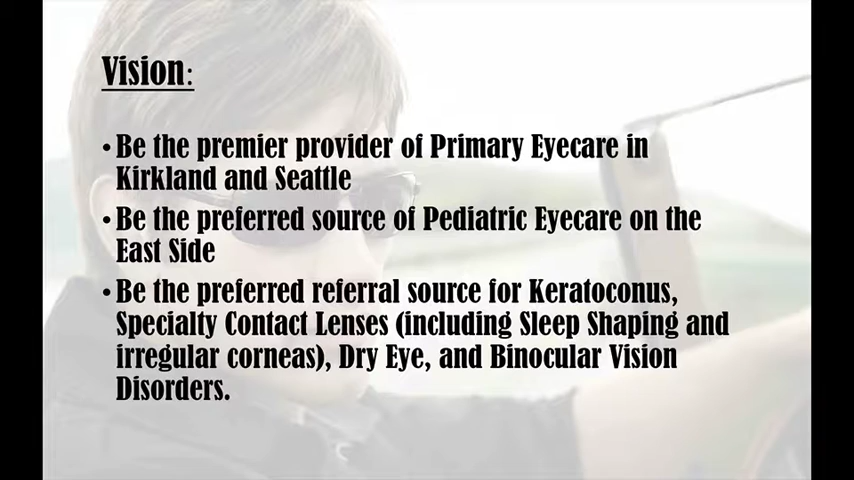 Vision:
• Be the premier provider of Primary Eyecare in
Kirkland and Seattle
• Be the preferred source of Pediatric Eyecare on the
East Side
• Be the preferred referral source for Keratoconus,
Specialty Contact Lenses (including Sleep Shaping and
irregular corneas), Dry Eye, and Binocular Vision
Disorders.